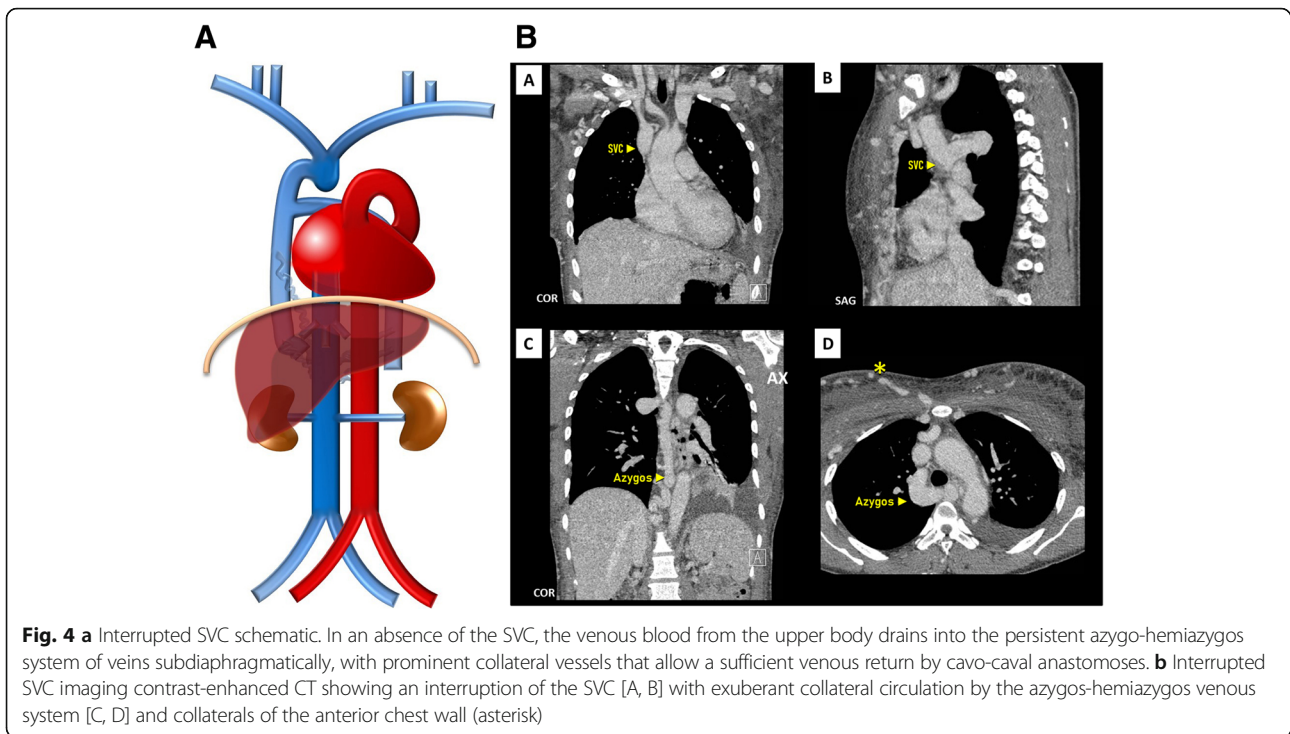 A
B
A
SVC
COR
A
B
SVC
SAG
C
AX
Azygos
A
COR
D
*
Azygos
Fig. 4 a Interrupted SVC schematic. In an absence of the SVC, the venous blood from the upper body drains into the persistent azygo-hemiazygos
system of veins subdiaphragmatically, with prominent collateral vessels that allow a sufficient venous return by cavo-caval anastomoses. b Interrupted
SVC imaging contrast-enhanced CT showing an interruption of the SVC [A, B] with exuberant collateral circulation by the azygos-hemiazygos venous
system [C, D] and collaterals of the anterior chest wall (asterisk)